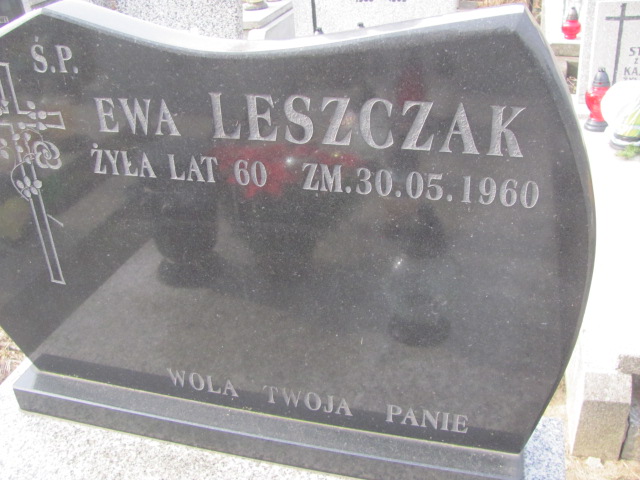 Ś.P.
EWA LESZCZAK
ŻYŁA LAT 60 ZM.30.05.1960
WOLA TWOJA PANIE